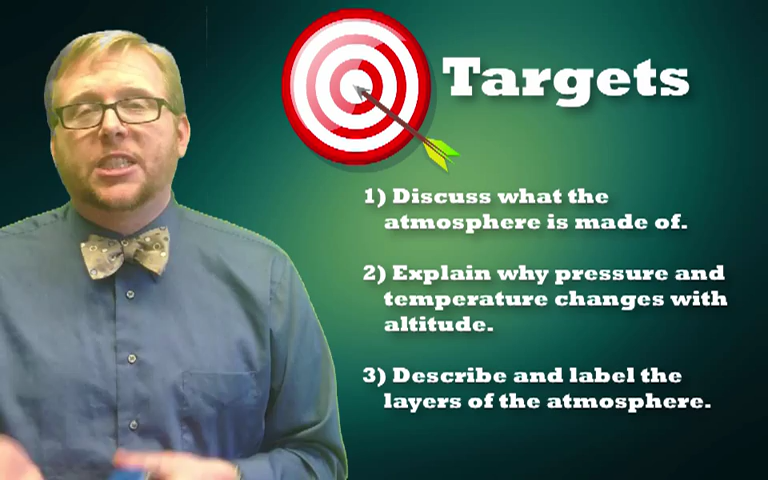 Targets
1) Discuss what the
atmosphere is made of.
2) Explain why pressure and
temperature changes with
altitude.
3) Describe and label the
layers of the atmosphere.